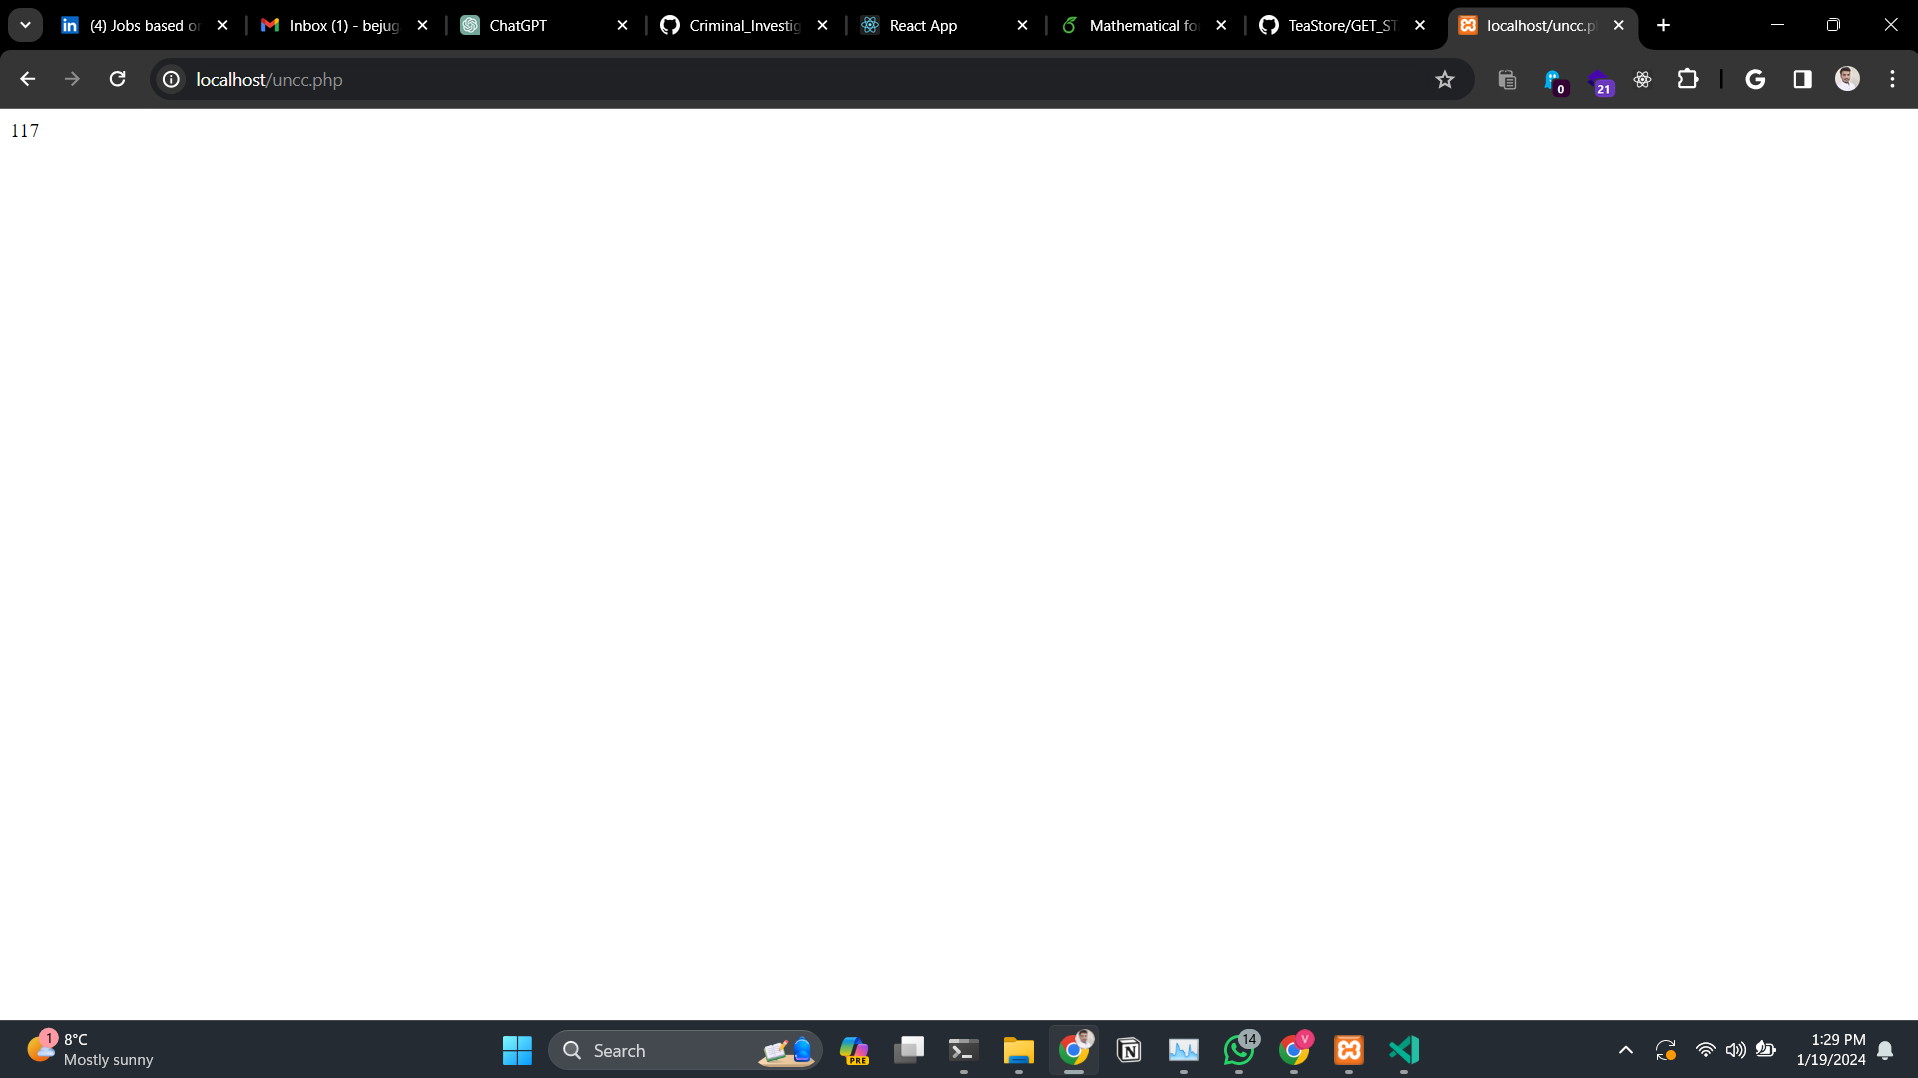 (4) Jobs based o
Inbox (1) - bejug
ChatGPT
Criminal_Investig
React App
Mathematical fo
TeaStore/GET_ST
localhost/uncc.p
localhost/uncc.php
0
21
117
1
8°C
Mostly sunny
Search
PRE
14
V
1:29 PM
1/19/2024